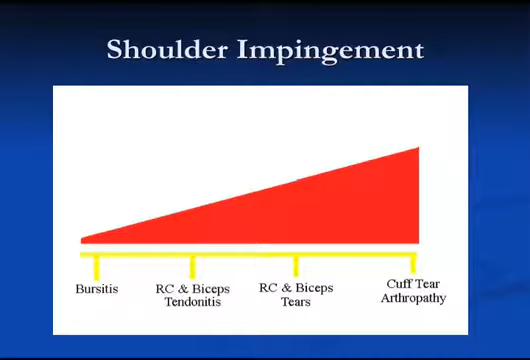 Shoulder Impingement
Bursitis
RC & Biceps
Tendonitis
RC & Biceps
Tears
Cuff Tear
Arthropathy